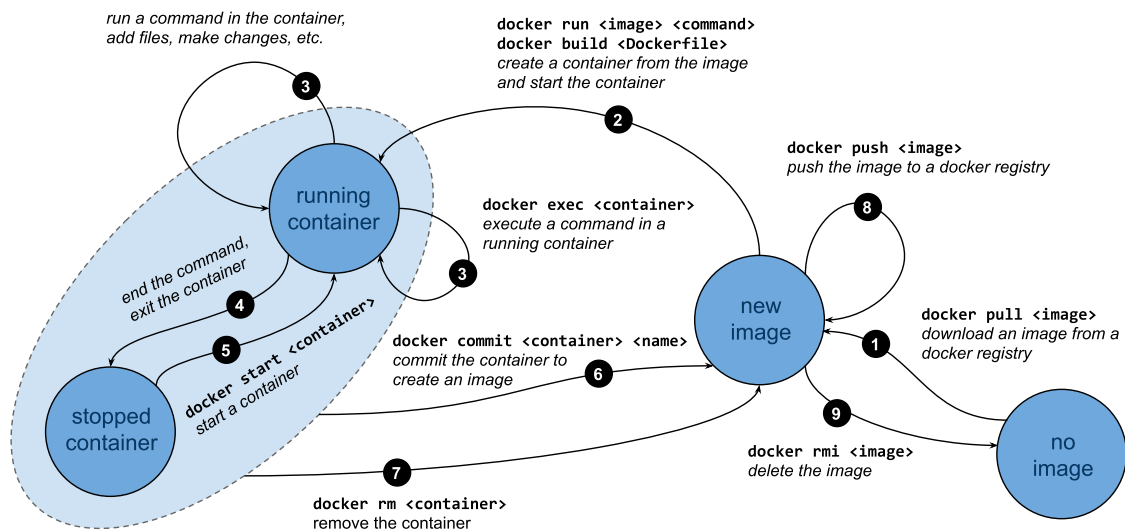 run a command in the container,
add files, make changes, etc.
3
docker run <image> <command>
docker build <Dockerfile>
create a container from the image
and start the container
2
docker push <image>
push the image to a docker registry
8
running
container
docker exec <container>
execute a command in a
running container
3
end the command,
exit the container
4
5
docker start <container>
start a container
new
image
docker pull <image>
download an image from a
docker registry
1
docker commit <container> <name>
commit the container to
create an image
6
stopped
container
9
docker rmi <image>
delete the image
no
image
7
docker rm <container>
remove the container